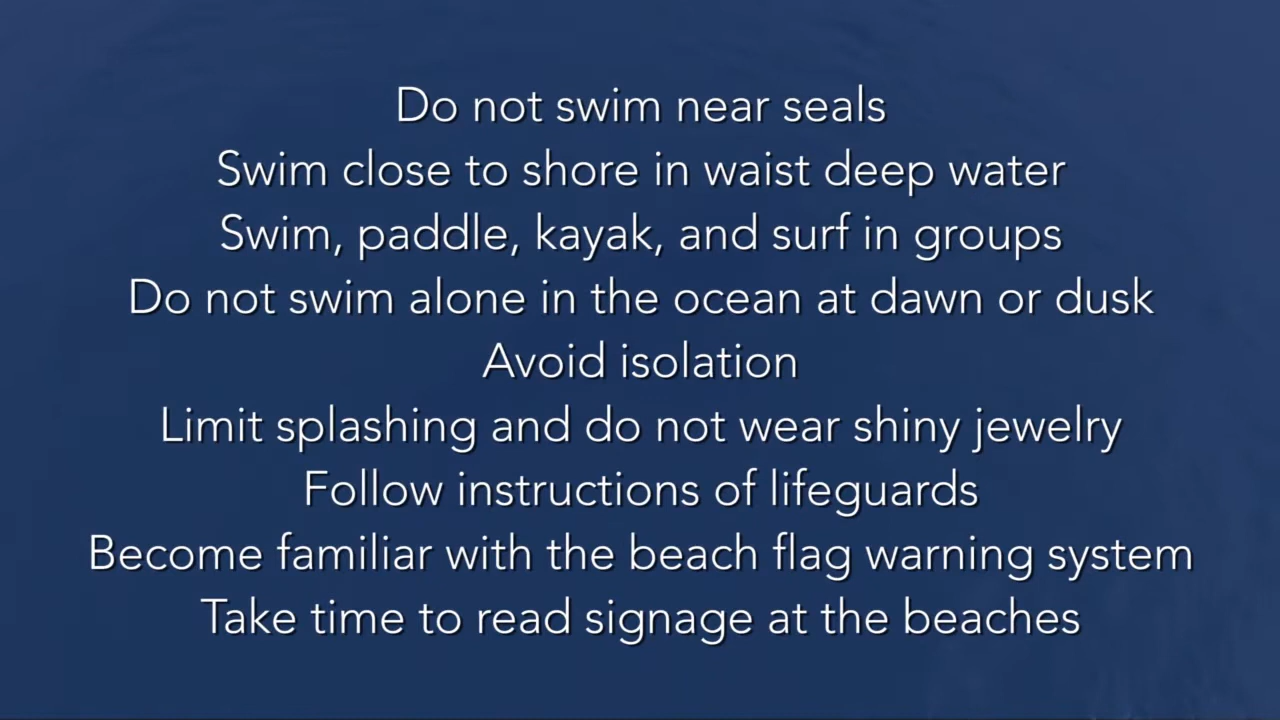 Do not swim near seals
Swim close to shore in waist deep water
Swim, paddle, kayak, and surf in groups
Do not swim alone in the ocean at dawn or dusk
Avoid isolation
Limit splashing and do not wear shiny jewelry
Follow instructions of lifeguards
Become familiar with the beach flag warning system
Take time to read signage at the beaches